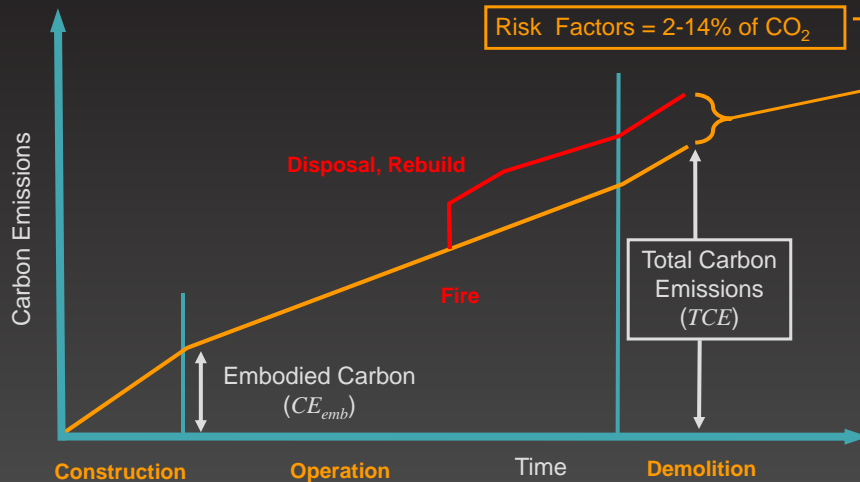 Risk Factors = 2-14% of CO₂
Carbon Emissions
Disposal, Rebuild
Fire
Total Carbon
Emissions
(TCE)
Embodied Carbon
(CE_emb)
Construction
Operation
Time
Demolition